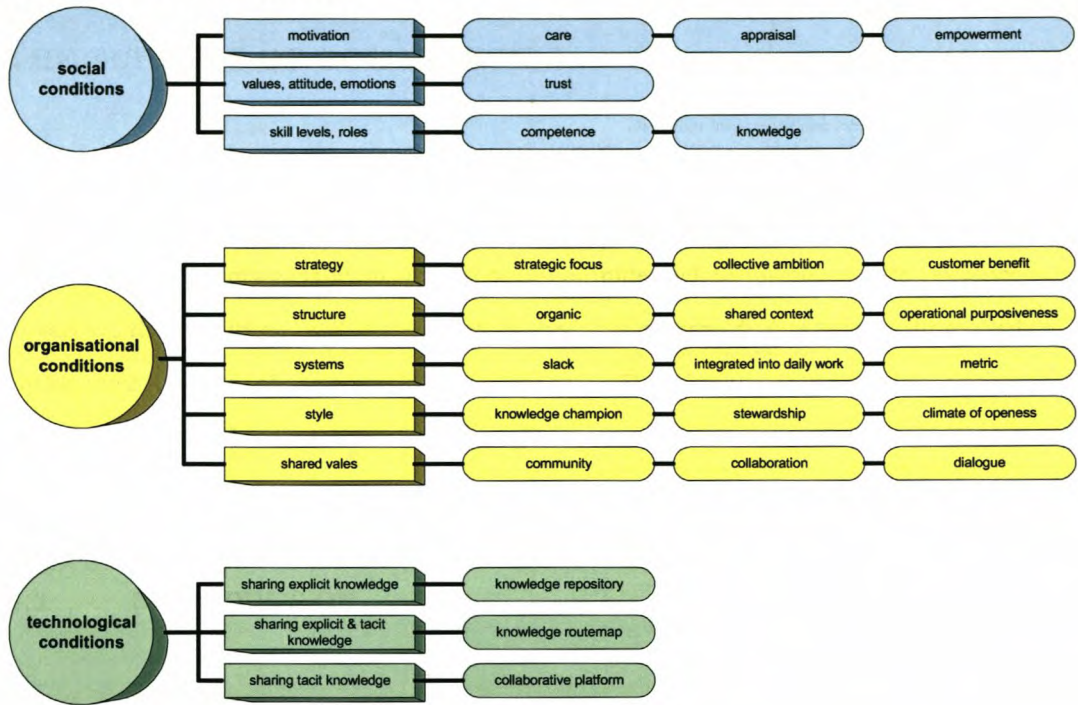 social
conditions
motivation
care
appraisal
empowerment
values, attitude, emotions
trust
skill levels, roles
competence
knowledge
organisational
conditions
strategy
strategic focus
collective ambition
customer benefit
structure
organic
shared context
operational purposiveness
systems
slack
integrated into daily work
metric
style
knowledge champion
stewardship
climate of openess
shared vales
community
collaboration
dialogue
technological
conditions
sharing explicit knowledge
knowledge repository
sharing explicit & tacit
knowledge
knowledge routemap
sharing tacit knowledge
collaborative platform